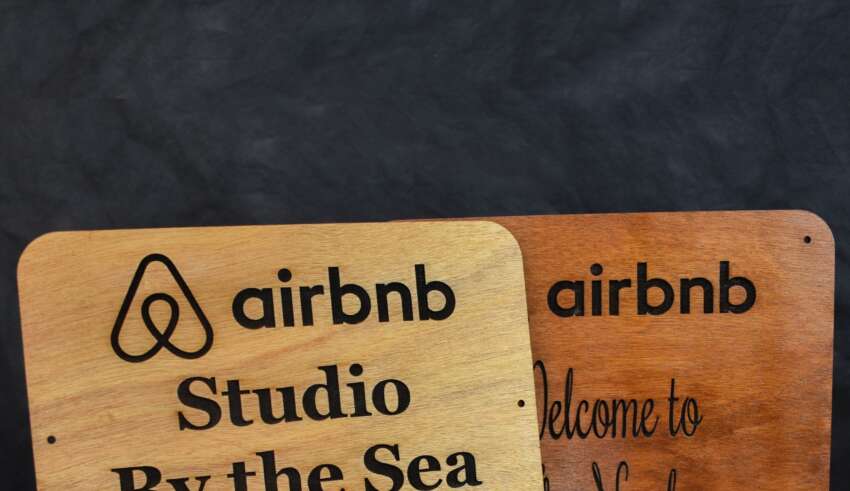 airbnb
Studio
By the Sea
airbnb
Welcome to